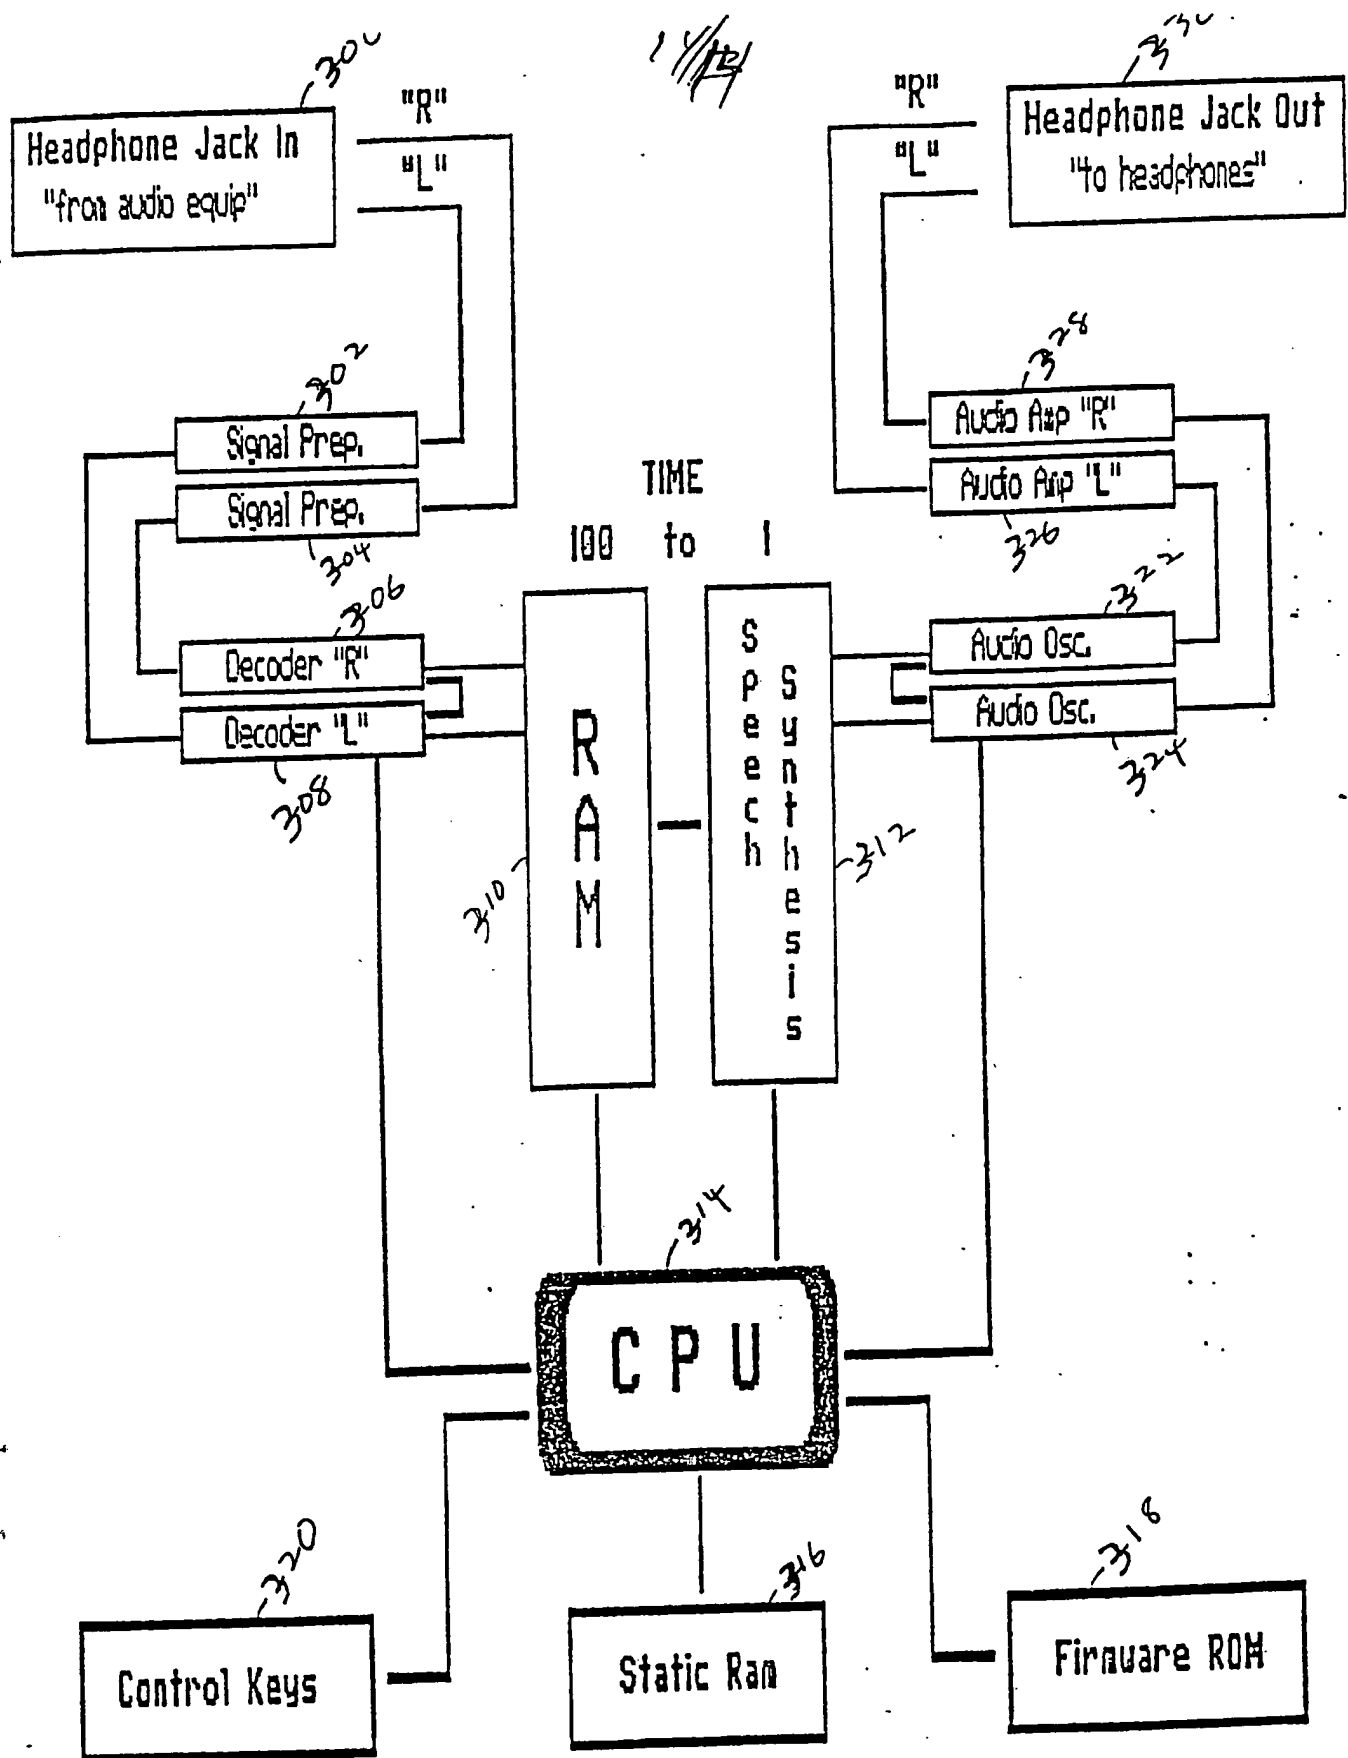 300
Headphone Jack In
"from audio equip"
"R"
"L"
"R"
"L"
330
Headphone Jack Out
"to headphones"
302
Signal Prep.
Signal Prep.
304
306
Decoder "R"
Decoder "L"
308
TIME
100 to 1
RAM
310
Speech
Synthesis
312
328
Audio Amp "R"
Audio Amp "L"
326
322
Audio Osc.
Audio Osc.
324
314
CPU
320
Control Keys
316
Static Ram
318
Firmware ROM